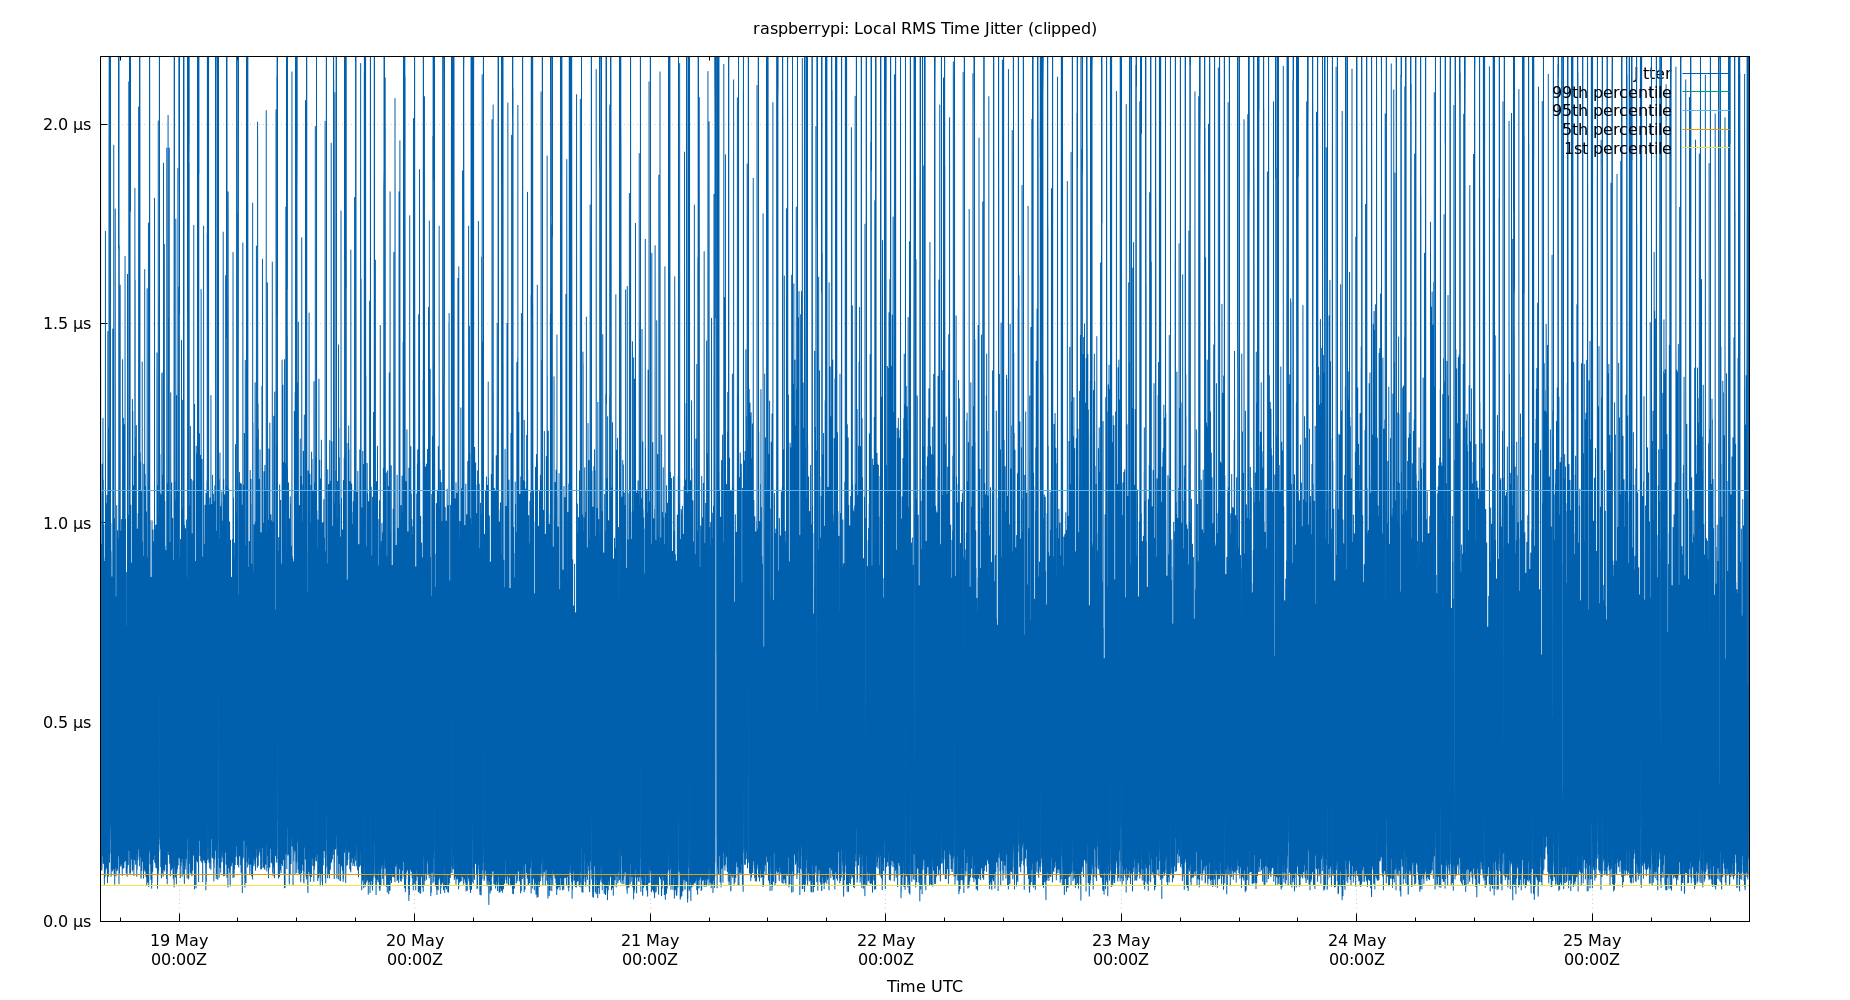 raspberrypi: Local RMS Time Jitter (clipped)
Jitter
99th percentile
95th percentile
5th percentile
1st percentile
2.0 µs
1.5 µs
1.0 µs
0.5 µs
0.0 µs
19 May 20 May 21 May 22 May 23 May 24 May 25 May
00:00Z 00:00Z 00:00Z 00:00Z 00:00Z 00:00Z 00:00Z
Time UTC